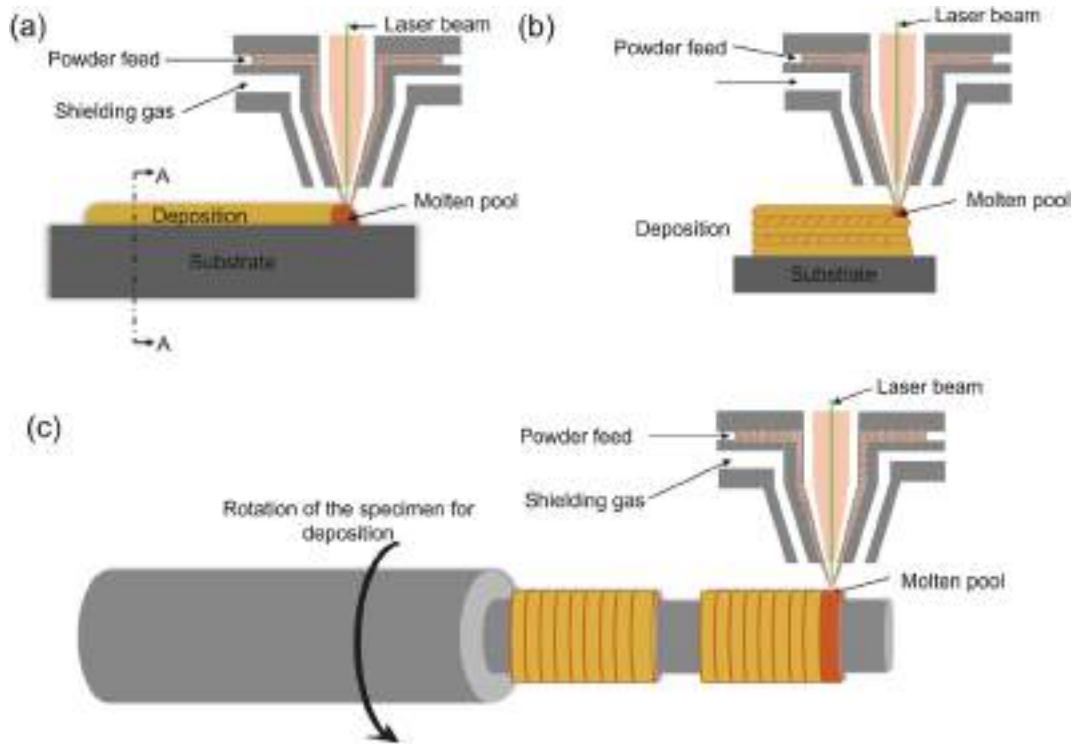 (a)
Laser beam
Powder feed
Shielding gas
A
Deposition
Molten pool
Substrate
A
(b)
Laser beam
Powder feed
Molten pool
Deposition
Substrate
(c)
Laser beam
Powder feed
Shielding gas
Rotation of the specimen for
deposition
Molten pool